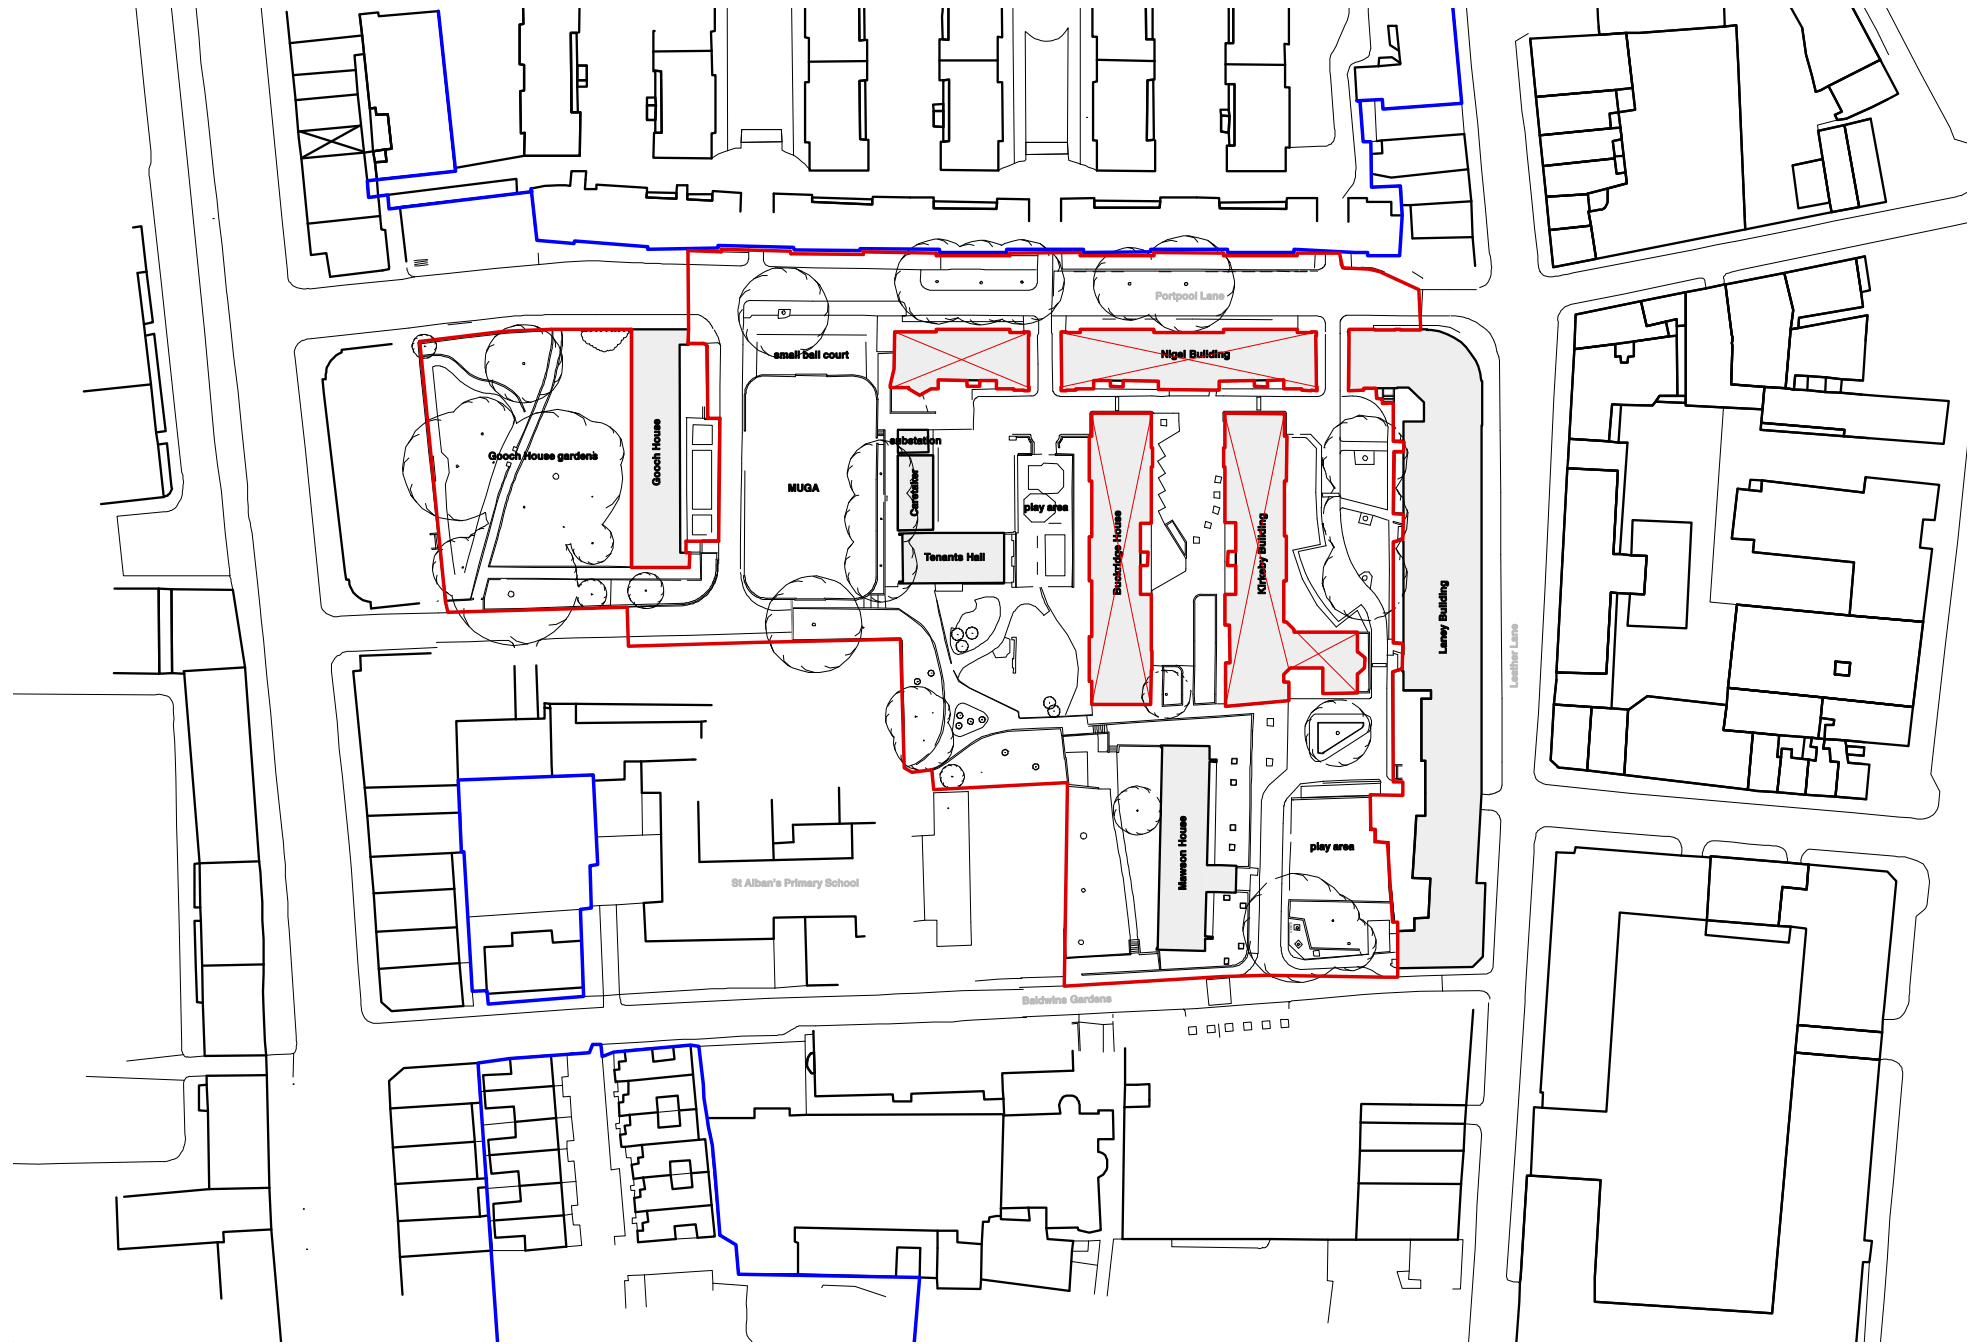 Portpool Lane
small ball court
Nigel Building
Gooch House
substation
Gooch House gardens
Caretaker
MUGA
play area
Buckridge House
Kirkeby Building
Tenants Hall
Laney Building
Leather Lane
Mawson House
play area
St Alban's Primary School
Baldwins Gardens